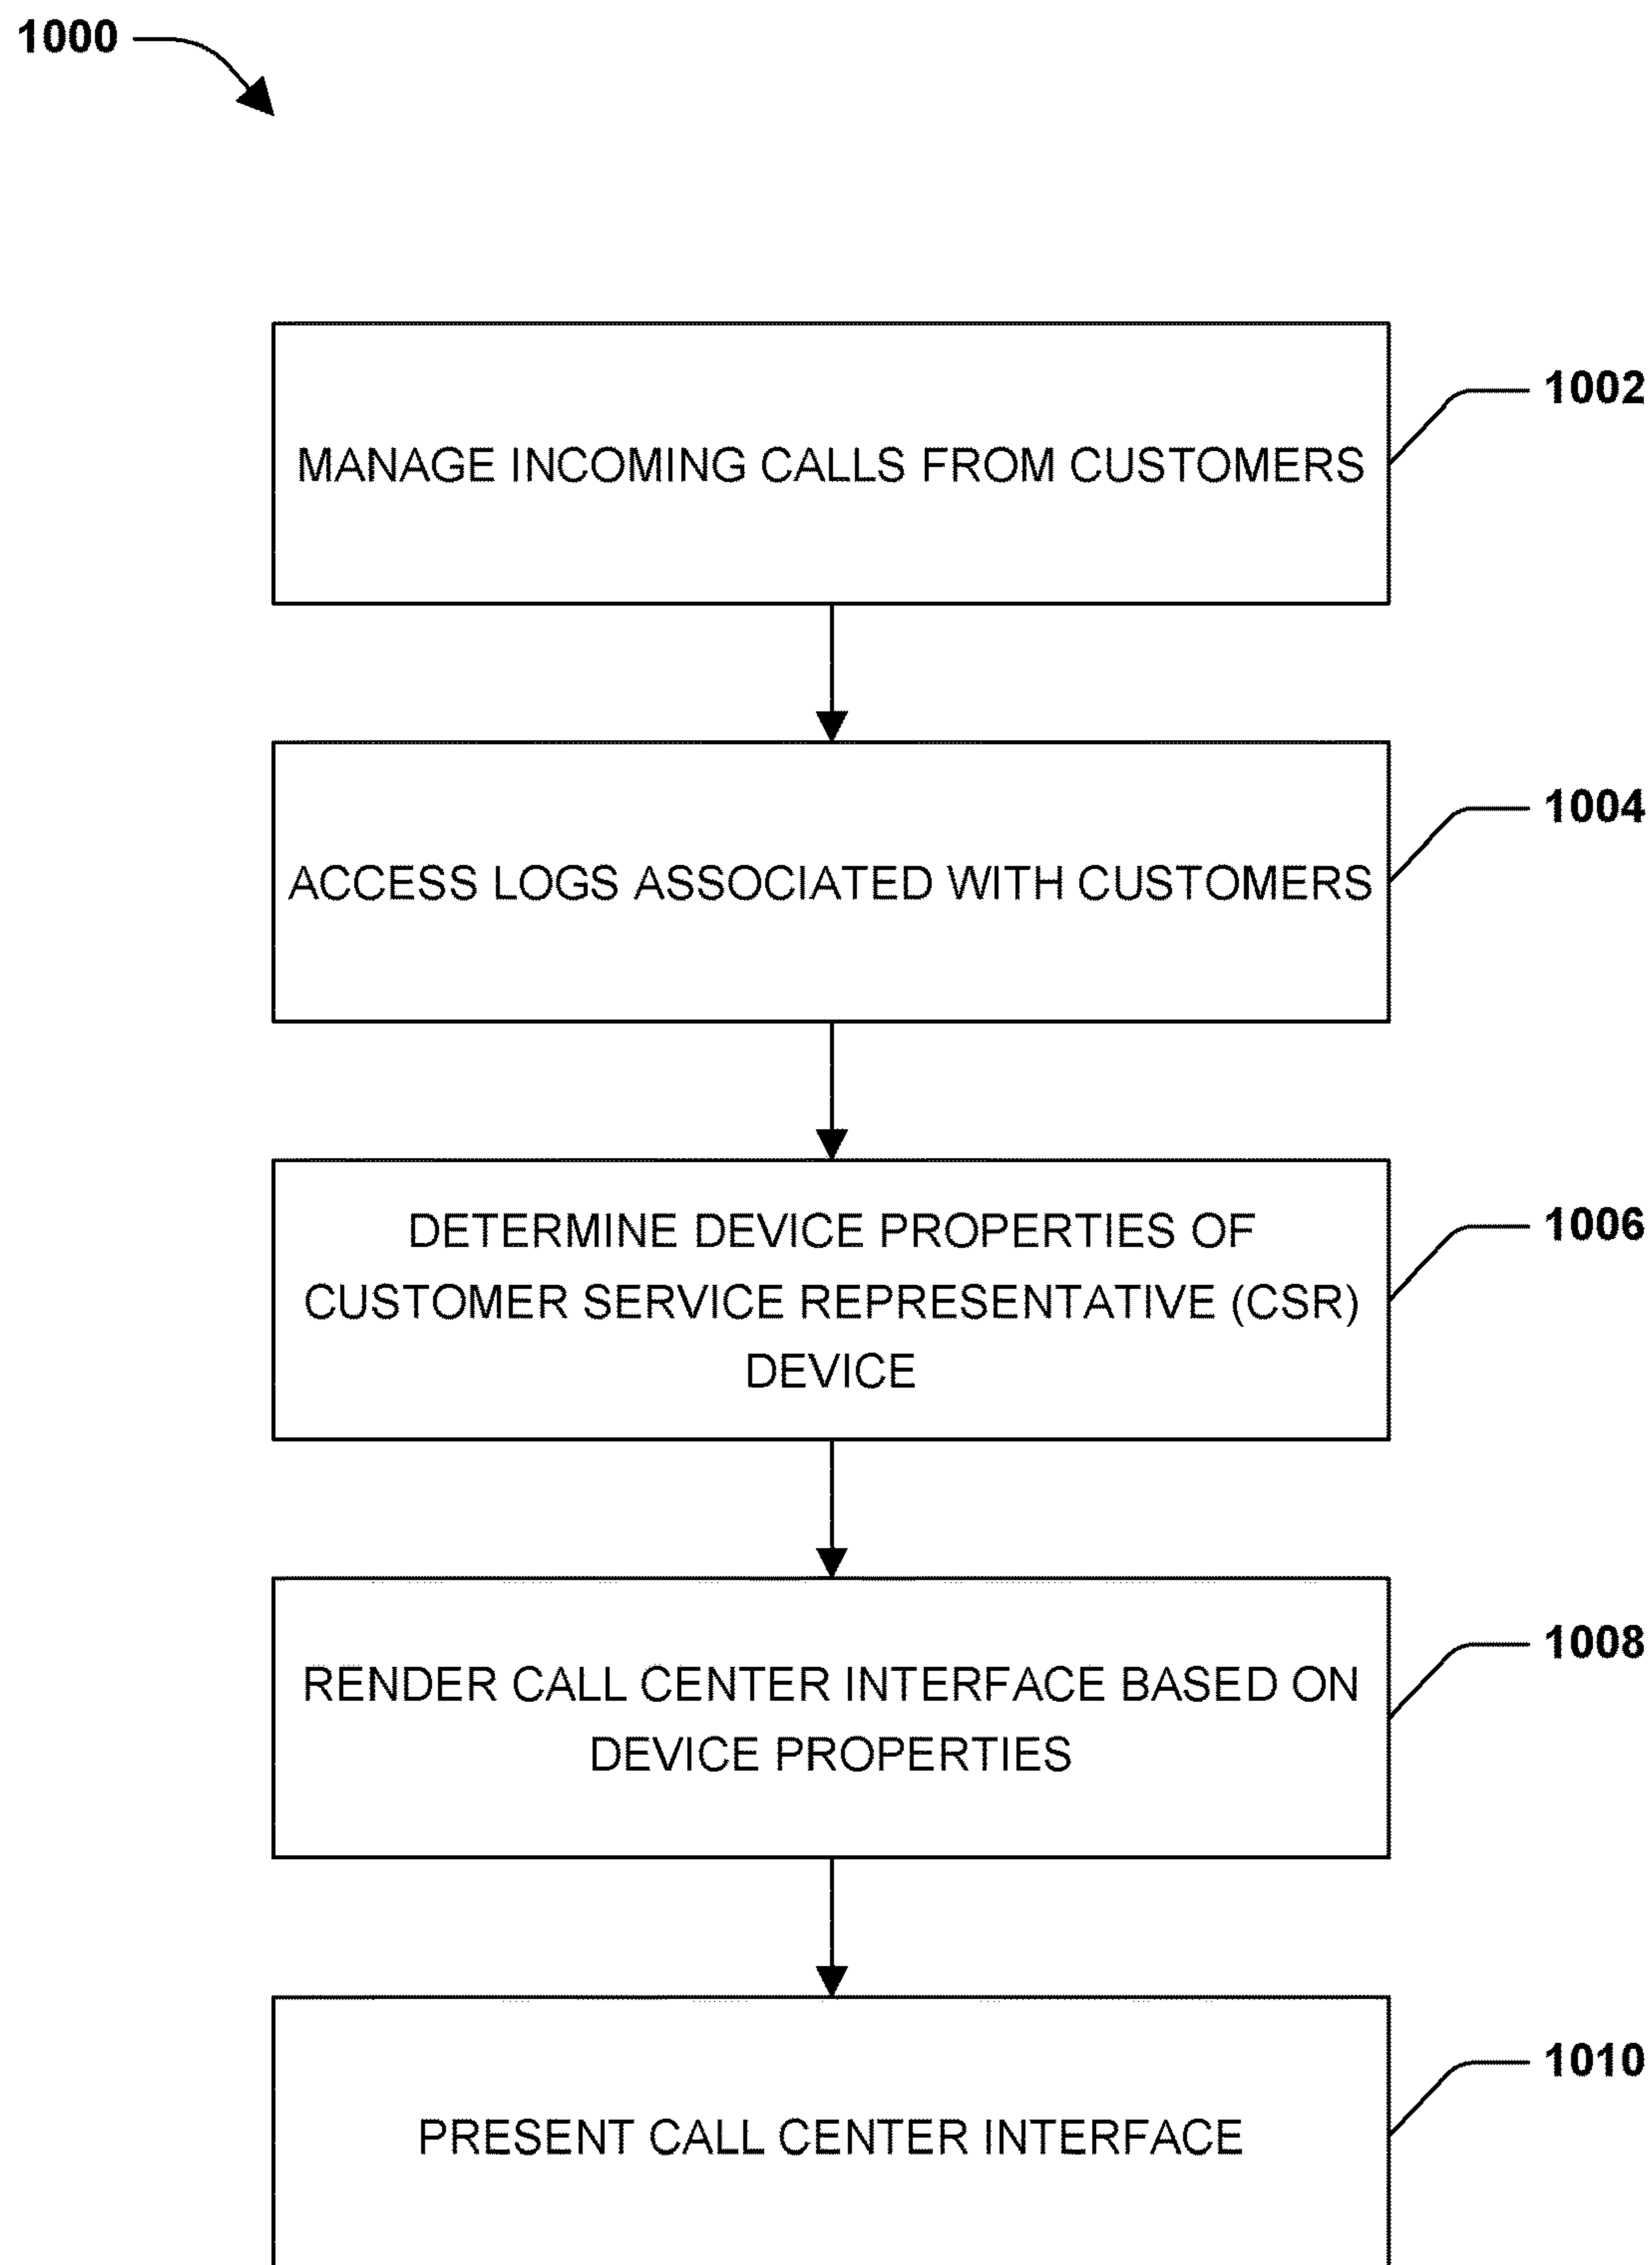 1000
MANAGE INCOMING CALLS FROM CUSTOMERS
1002
ACCESS LOGS ASSOCIATED WITH CUSTOMERS
1004
DETERMINE DEVICE PROPERTIES OF
CUSTOMER SERVICE REPRESENTATIVE (CSR)
DEVICE
1006
RENDER CALL CENTER INTERFACE BASED ON
DEVICE PROPERTIES
1008
PRESENT CALL CENTER INTERFACE
1010